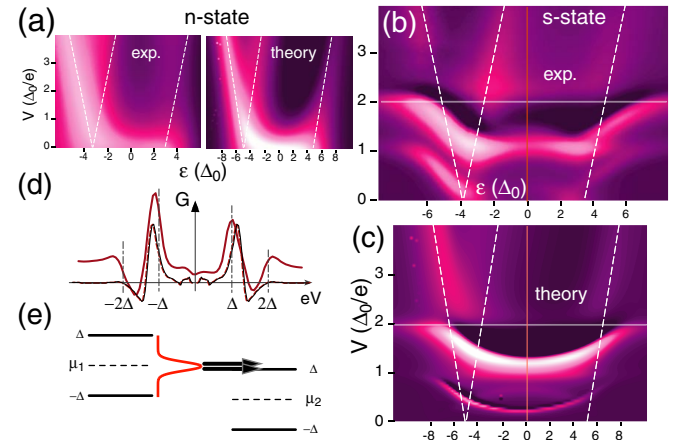 (a)
n-state
exp.
theory
V (Δ₀/e)
3
2
1
0
-4 -2 0 2 4
-8 -6 -4 -2 0 2 4 6 8
ε (Δ₀)
(b)
s-state
exp.
V (Δ₀/e)
2
1
0
ε (Δ₀)
-6 -4 -2 0 2 4 6
(c)
theory
V (Δ₀/e)
2
1
0
-8 -6 -4 -2 0 2 4 6 8
(d)
G
-2Δ -Δ Δ 2Δ
eV
(e)
Δ
μ₁
-Δ
Δ
μ₂
-Δ